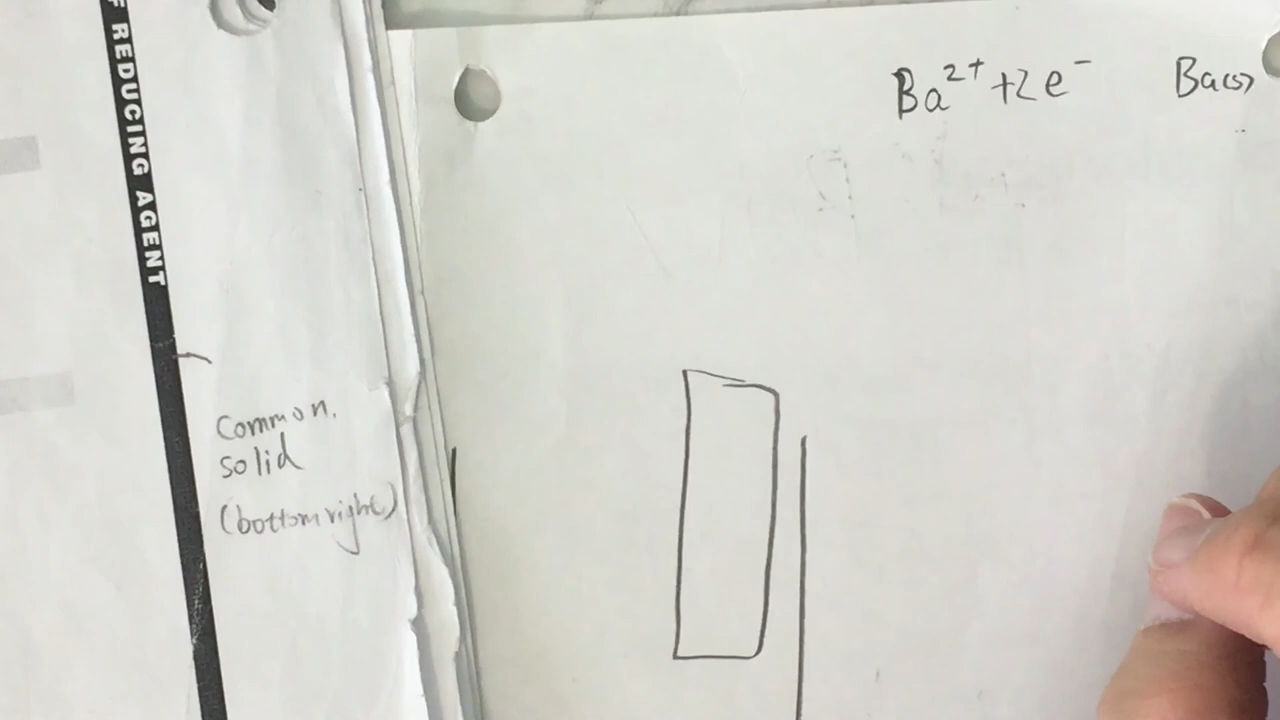 F REDUCING AGENT
Common.
solid
(bottom right)
Ba²⁺ +2e⁻ Ba(s)